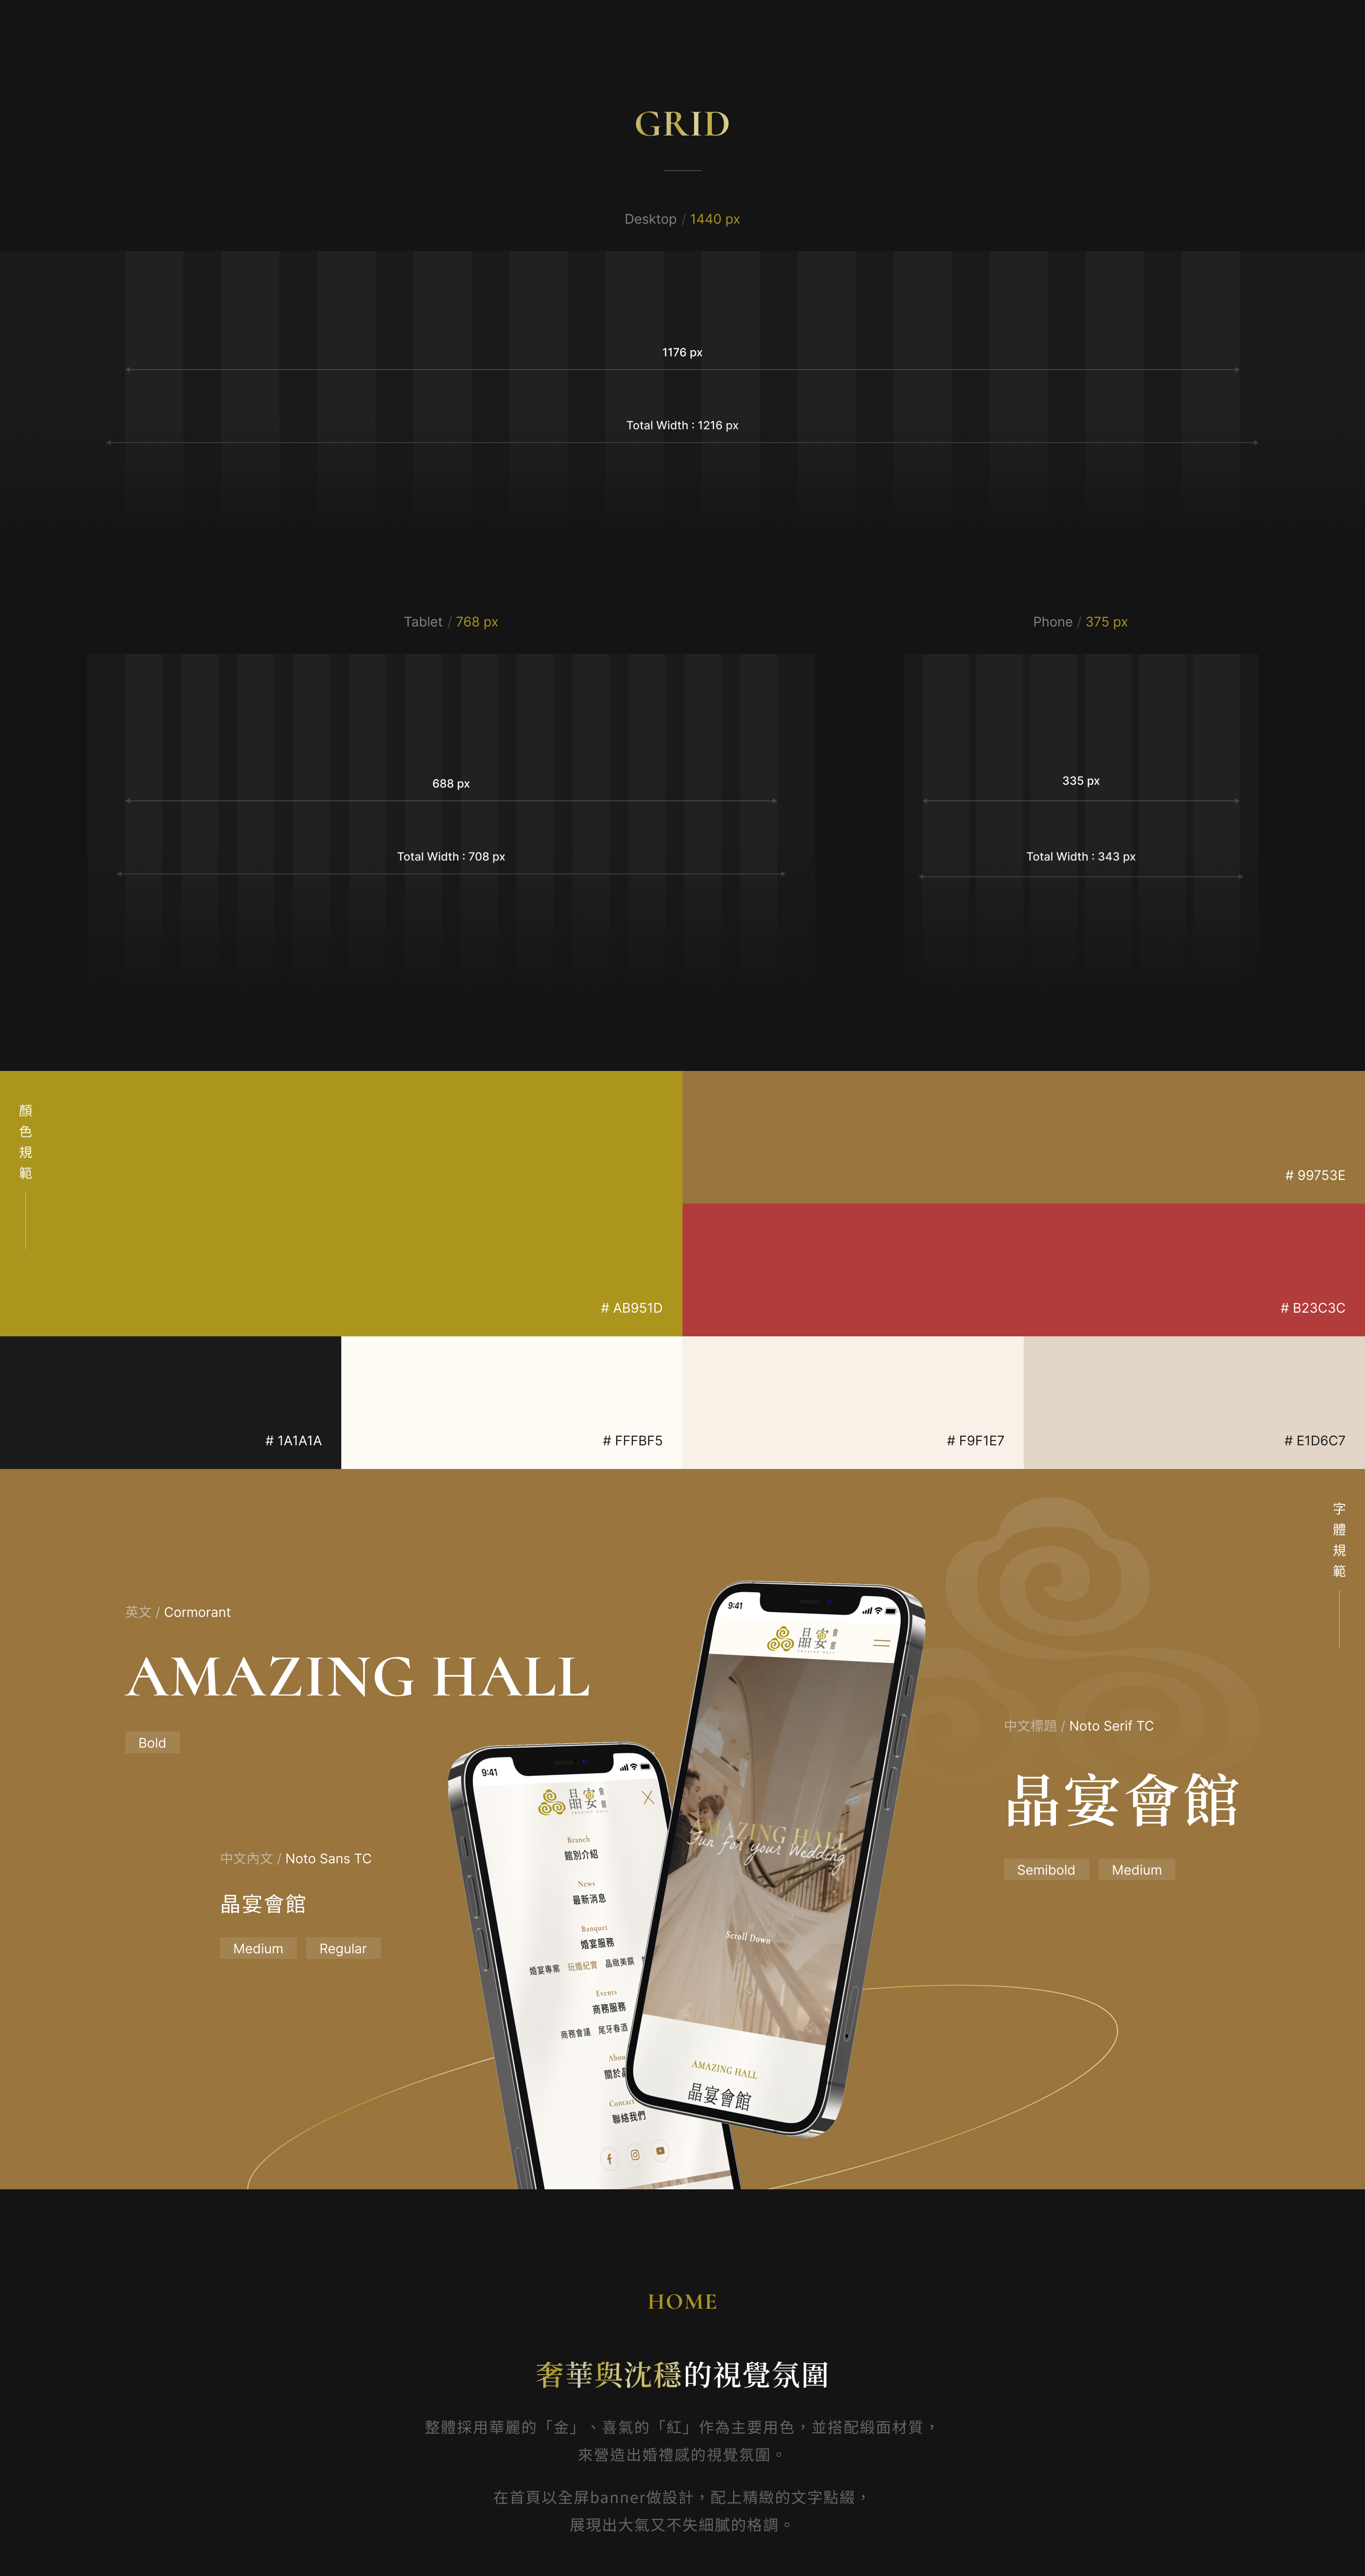 GRID
Desktop / 1440 px
1176 px
Total Width : 1216 px
Tablet / 768 px
Phone / 375 px
688 px
335 px
Total Width : 708 px
Total Width : 343 px
顏色規範
# 99753E
# AB951D
# B23C3C
# 1A1A1A
# FFFBF5
# F9F1E7
# E1D6C7
字體規範
英文 / Cormorant
AMAZING HALL
Bold
中文標題 / Noto Serif TC
晶宴會館
Semibold
Medium
中文內文 / Noto Sans TC
晶宴會館
Medium
Regular
9:41
晶宴會館
AMAZING HALL
Fun for your Wedding
Scroll Down
AMAZING HALL
晶宴會館
9:41
晶宴會館
Branch
館別介紹
News
最新消息
Banquet
婚宴服務
婚宴專案 玩婚紀實 晶緻美饌
Events
商務服務
商務會議 尾牙春酒
Abou
關於
Contac
聯絡我們
HOME
奢華與沈穩的視覺氛圍
整體採用華麗的「金」、喜氣的「紅」作為主要用色，並搭配緞面材質，
來營造出婚禮感的視覺氛圍。
在首頁以全屏banner做設計，配上精緻的文字點綴，
展現出大氣又不失細膩的格調。